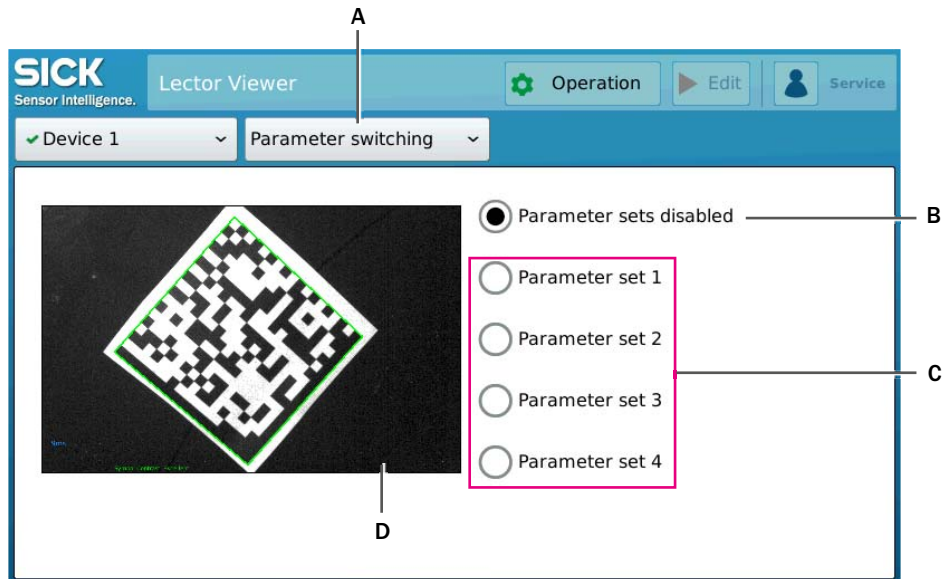 A
SICK
Sensor Intelligence.
Lector Viewer
Operation
Edit
Service
Device 1
Parameter switching
Parameter sets disabled
B
Parameter set 1
Parameter set 2
C
Parameter set 3
Parameter set 4
D